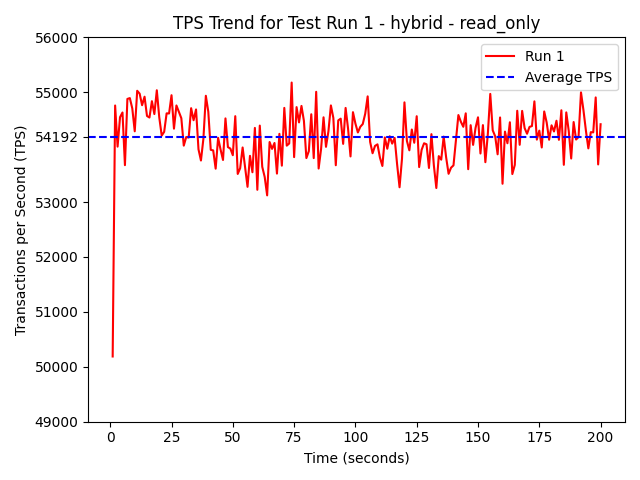 TPS Trend for Test Run 1 - hybrid - read_only
Transactions per Second (TPS)
56000
55000
54192
53000
52000
51000
50000
49000
Run 1
Average TPS
0 25 50 75 100 125 150 175 200
Time (seconds)